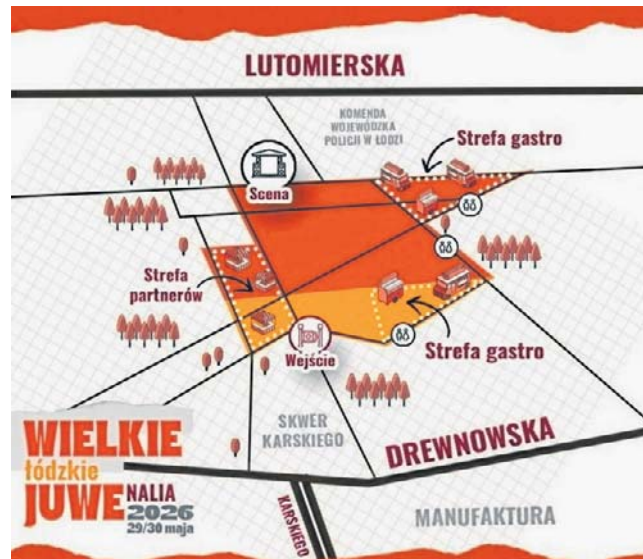 LUTOMIERSKA
KOMENDA
WOJEWÓDZKA
POLICJI W ŁODZI
Strefa gastro
Scena
Strefa
partnerów
Wejście
Strefa gastro
SKWER
KARSKIEGO
DREWNOWSKA
WIELKIE
łódzkie
JUWENALIA
2026
29/30 maja
KARSKIEGO
MANUFAKTURA